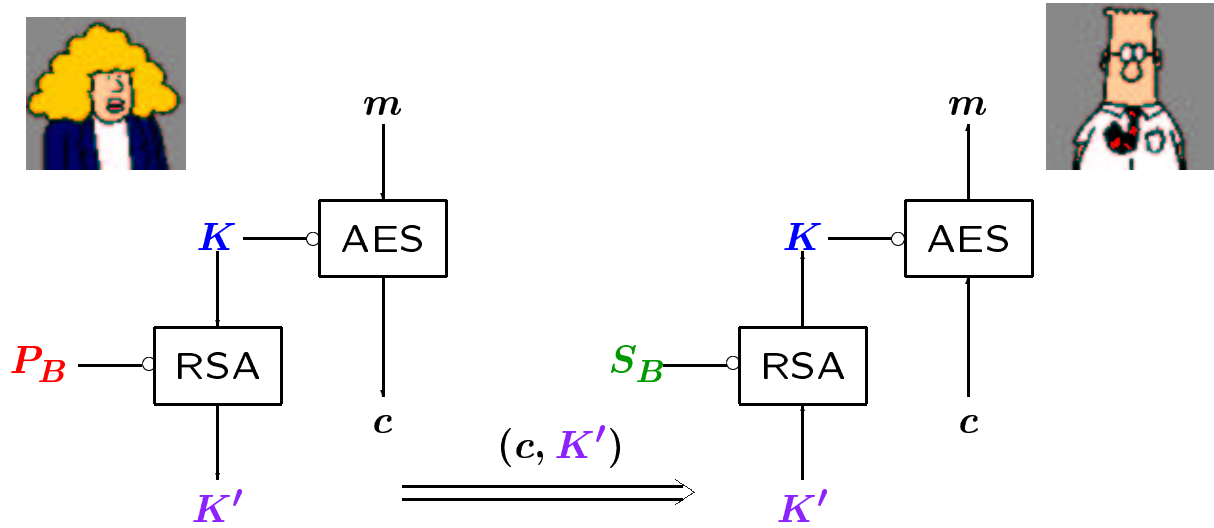 m m
K AES K AES
P_B RSA S_B RSA
c c
(c, K′)
K′ K′